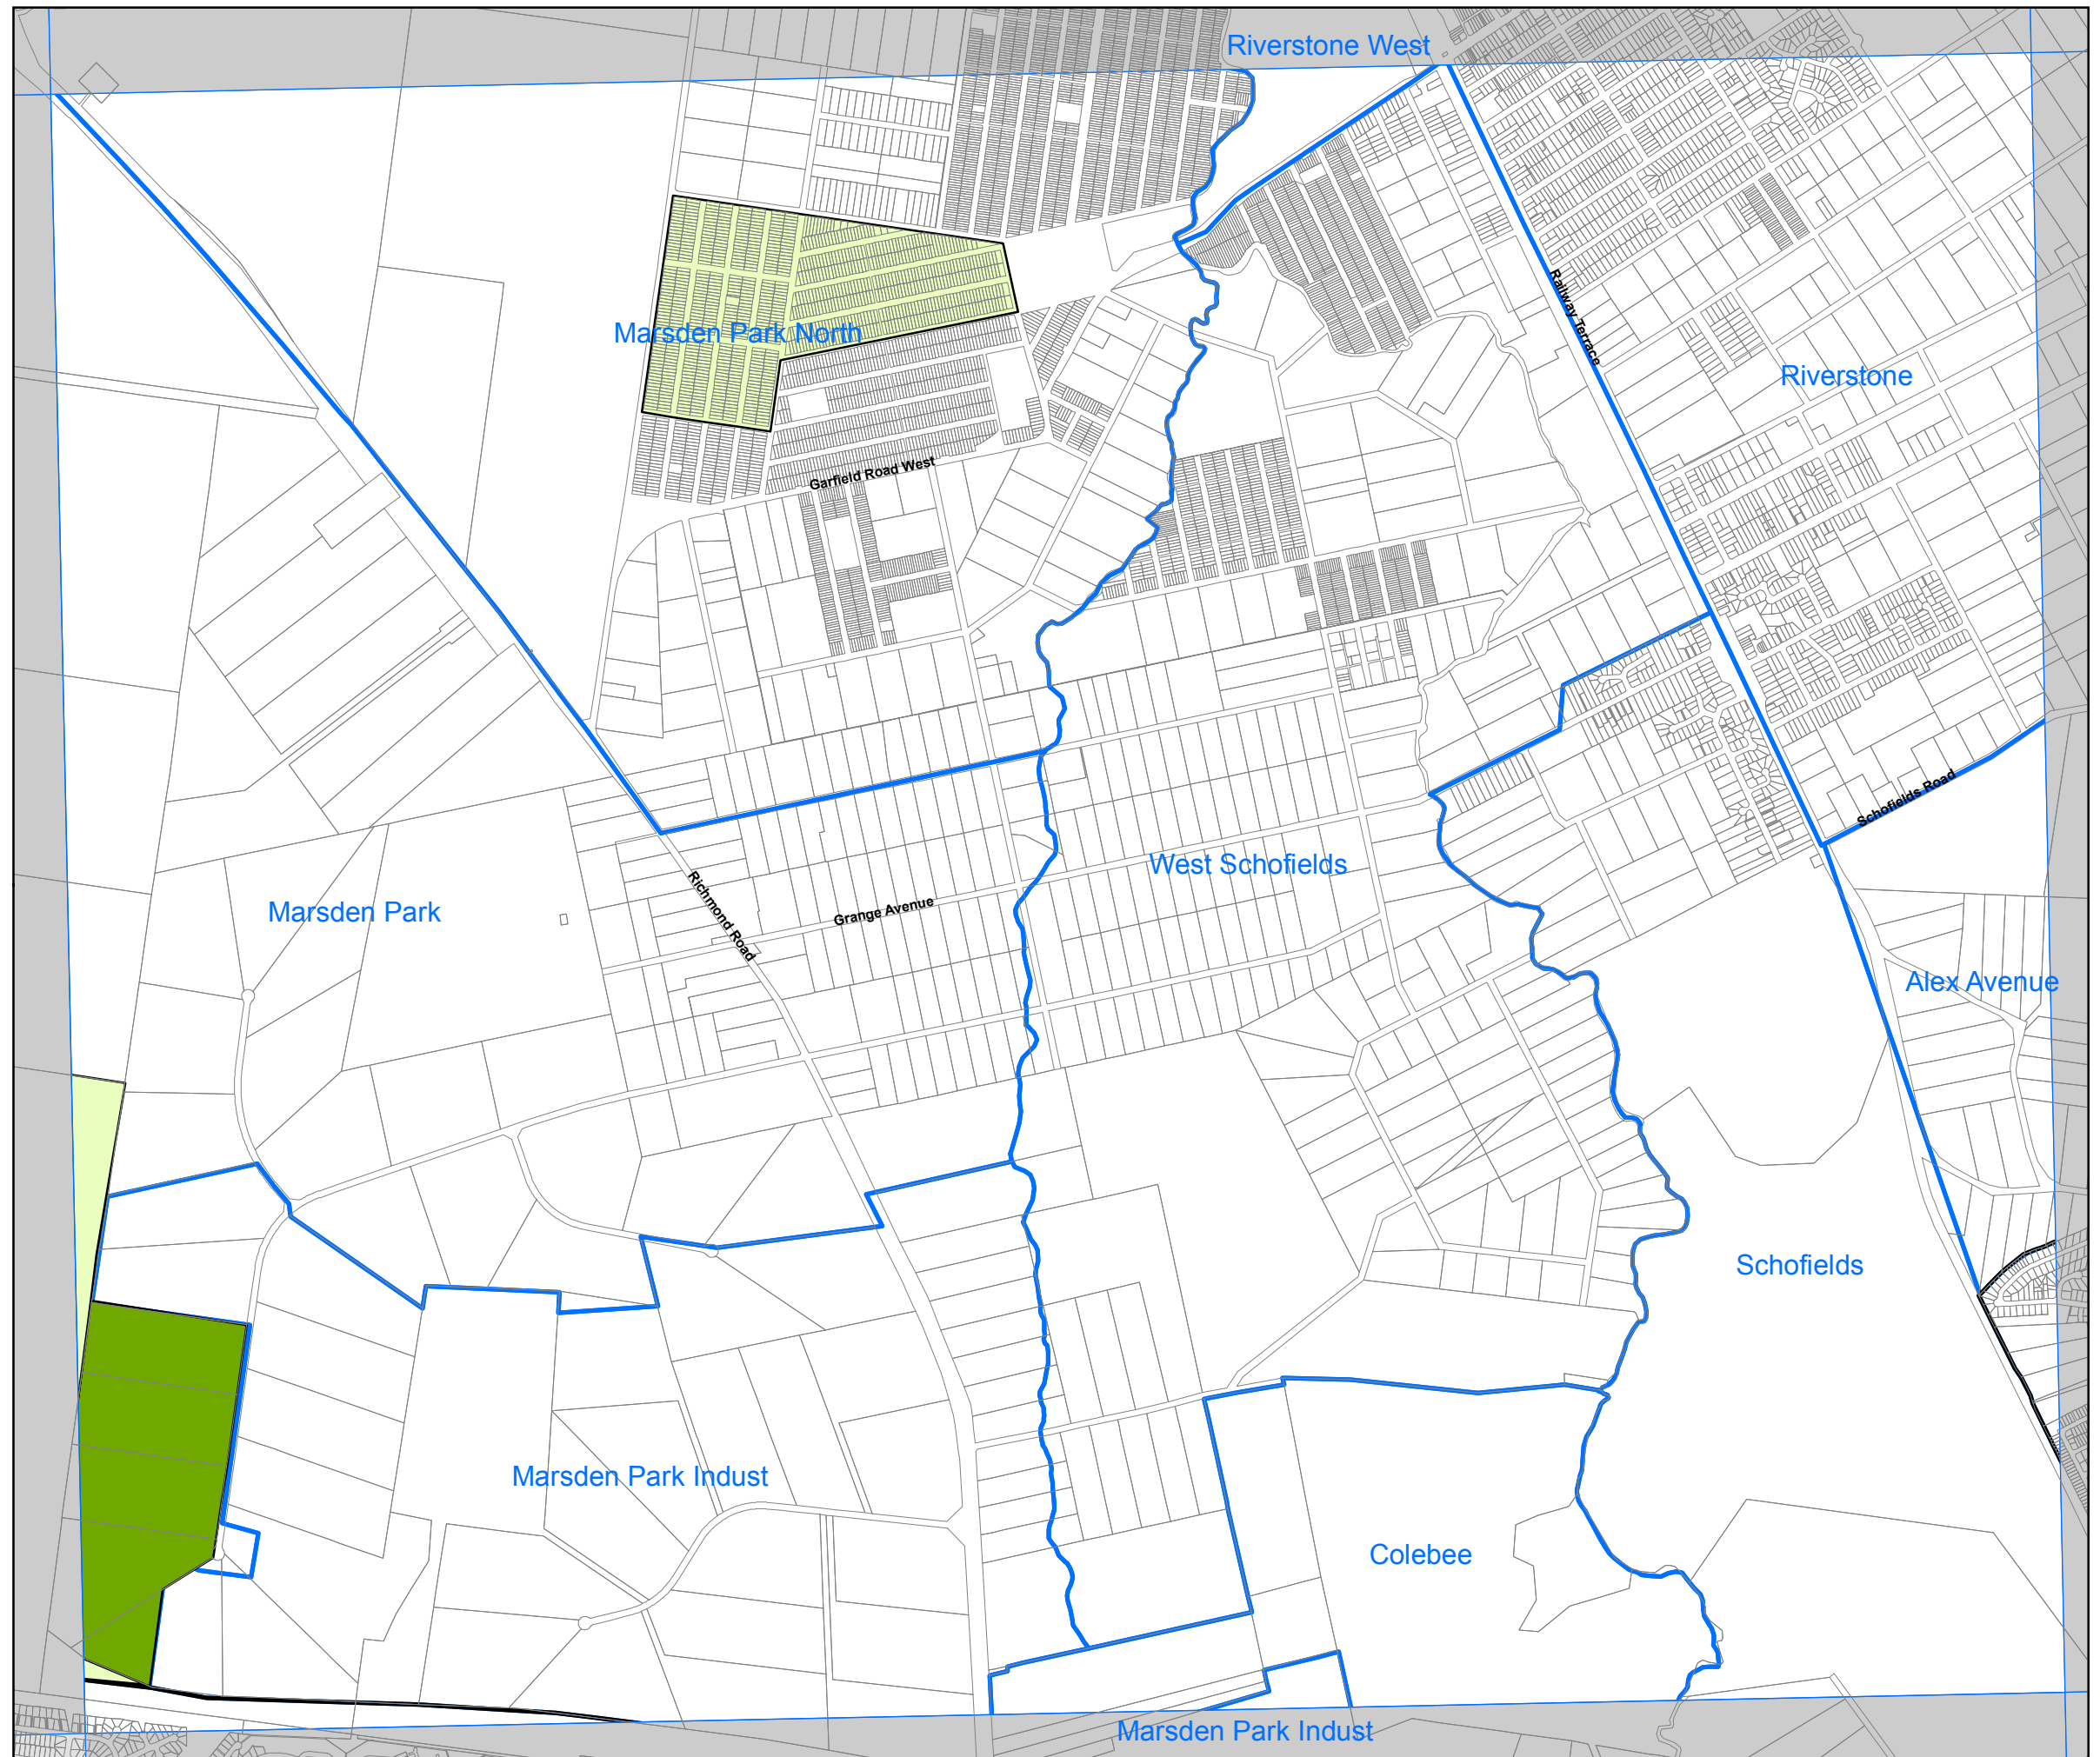 Riverstone West
Railway Terrace
Marsden Park North
Riverstone
Garfield Road West
Schofields Road
West Schofields
Richmond Road
Marsden Park
Grange Avenue
Alex Avenue
Schofields
Marsden Park Indust
Colebee
Marsden Park Indust